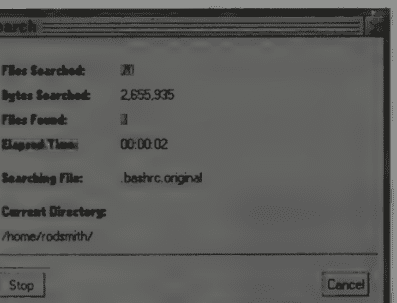 earch
Files Searched:
Bytes Searched: 2,655,935
Files Found:
Elapsed Time: 00:00:02
Searching File: .bashrc.original
Current Directory:
/home/rodsmith/
Stop Cancel